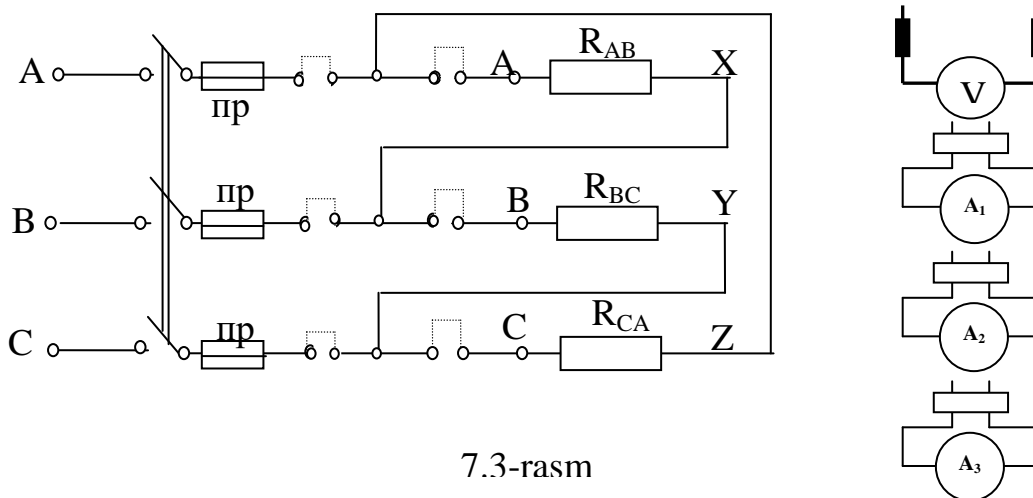 A A R_AB X
пр
V
B пр B R_BC Y
A₁
C пр C R_CA Z
A₂
7.3-rasm
A₃